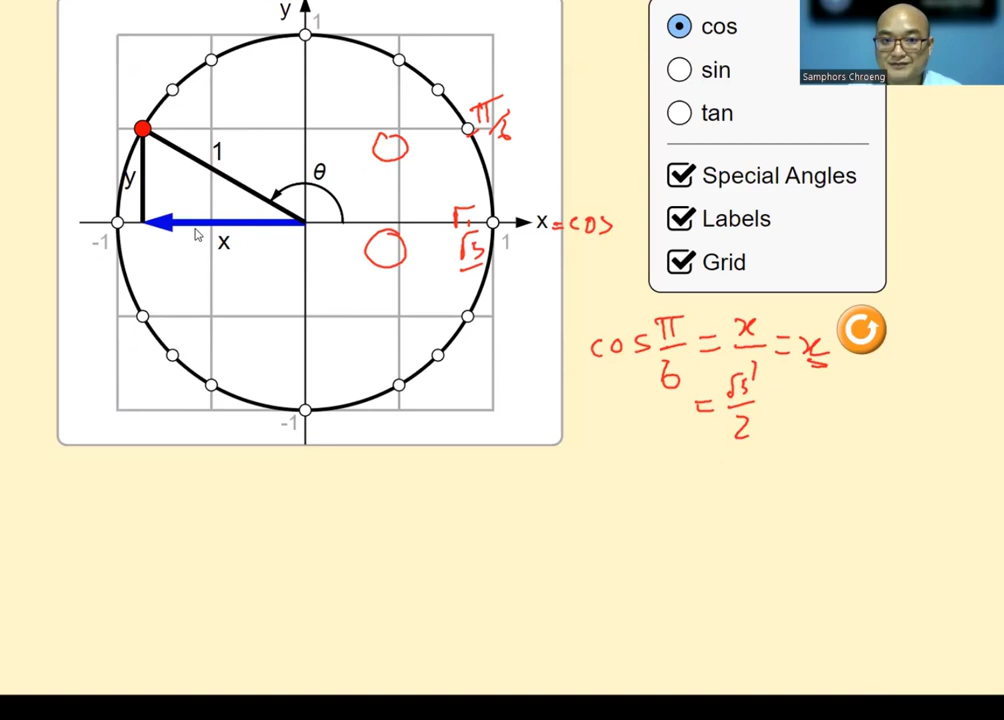 y
1
cos
Samphors Chroeng
sin
tan
π/6
1
θ
y
Special Angles
Labels
x = cos
-1
x
√3
1
Grid
cos π/6 = x/1 = x
= √3/2
-1